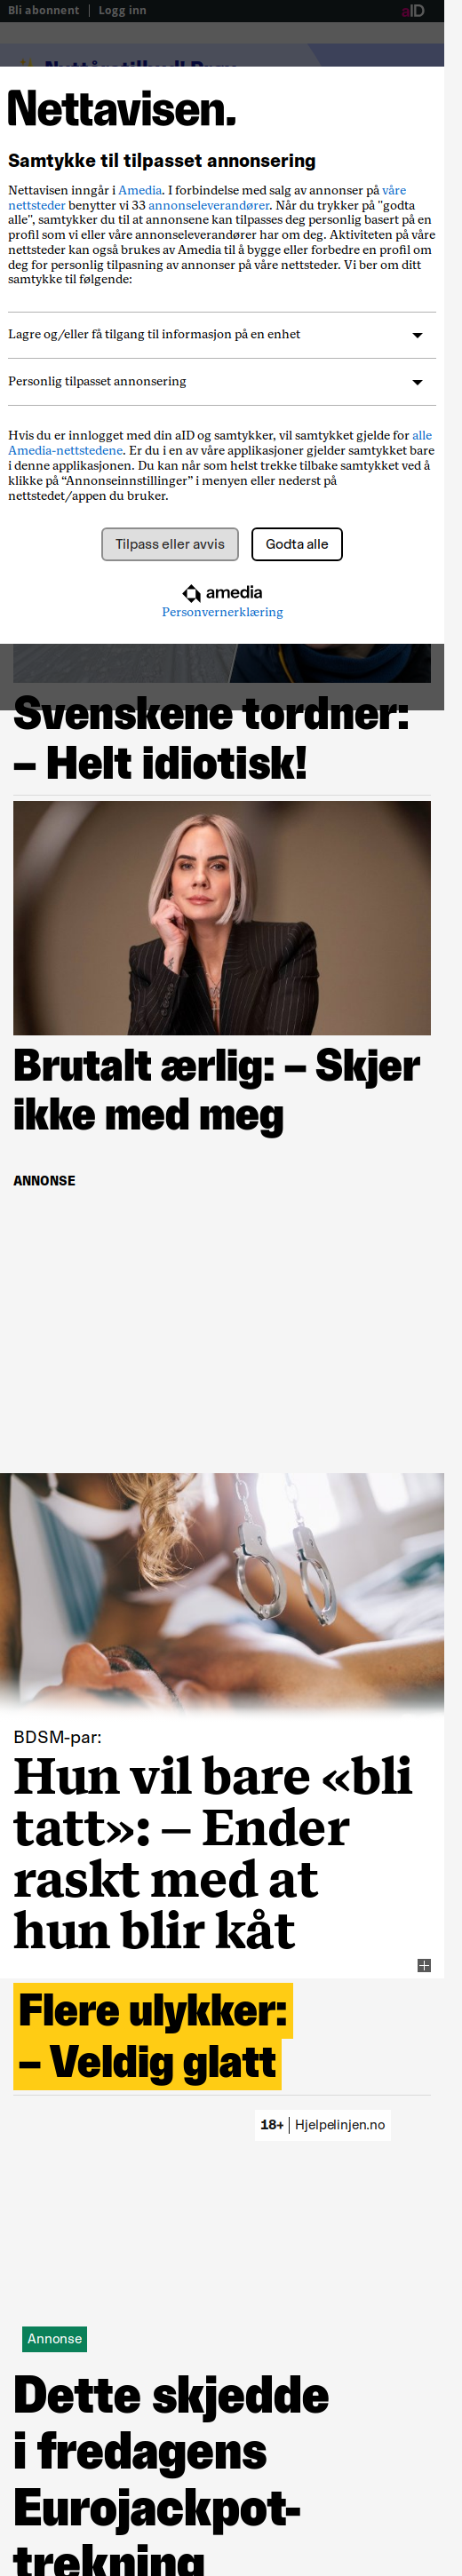 Bli abonnent | Logg inn
aID
Nettavisen.
Samtykke til tilpasset annonsering
Nettavisen inngår i Amedia. I forbindelse med salg av annonser på våre
nettsteder benytter vi 33 annonseleverandører. Når du trykker på "godta
alle", samtykker du til at annonsene kan tilpasses deg personlig basert på en
profil som vi eller våre annonseleverandører har om deg. Aktiviteten på våre
nettsteder kan også brukes av Amedia til å bygge eller forbedre en profil om
deg for personlig tilpasning av annonser på våre nettsteder. Vi ber om ditt
samtykke til følgende:
Lagre og/eller få tilgang til informasjon på en enhet
Personlig tilpasset annonsering
Hvis du er innlogget med din aID og samtykker, vil samtykket gjelde for alle
Amedia-nettstedene. Er du i en av våre applikasjoner gjelder samtykket bare
i denne applikasjonen. Du kan når som helst trekke tilbake samtykket ved å
klikke på “Annonseinnstillinger” i menyen eller nederst på
nettstedet/appen du bruker.
Tilpass eller avvis
Godta alle
amedia
Personvernerklæring
Svenskene tordner:
– Helt idiotisk!
Brutalt ærlig: – Skjer
ikke med meg
ANNONSE
BDSM-par:
Hun vil bare «bli
tatt»: – Ender
raskt med at
hun blir kåt
Flere ulykker:
– Veldig glatt
18+ | Hjelpelinjen.no
Annonse
Dette skjedde
i fredagens
Eurojackpot-
trekning